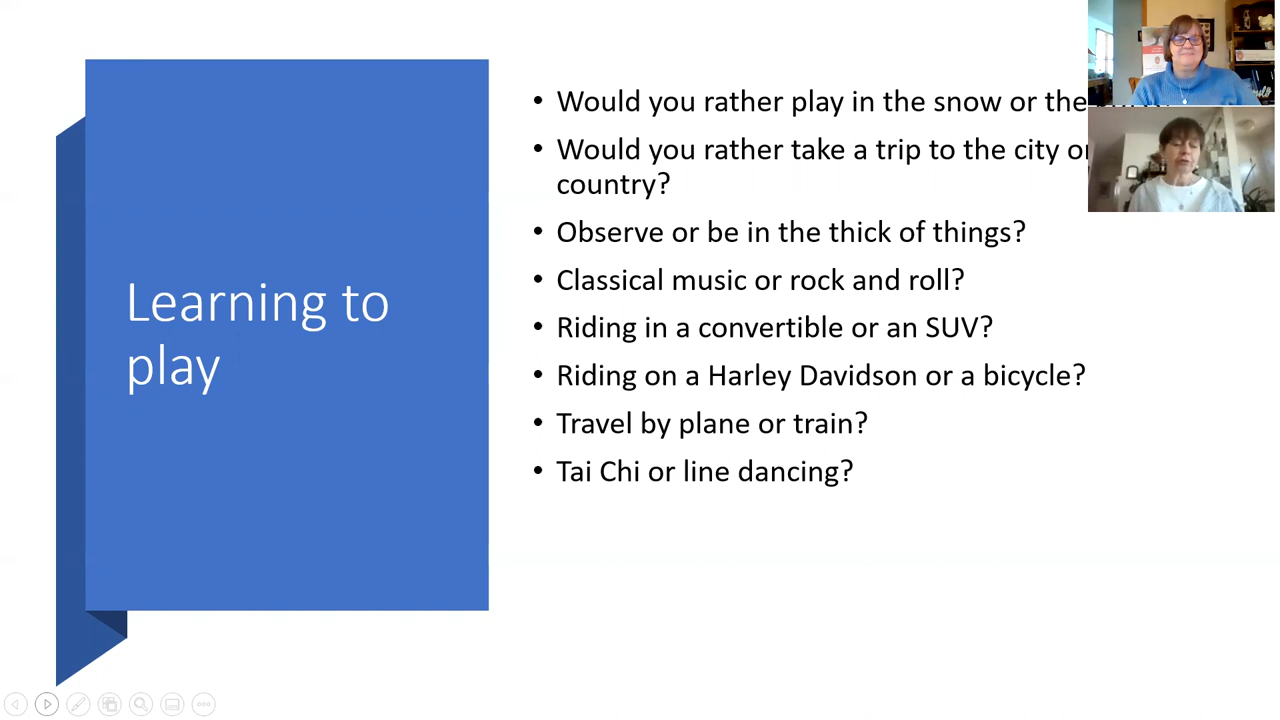 Learning to
play
• Would you rather play in the snow or the
• Would you rather take a trip to the city or
country?
• Observe or be in the thick of things?
• Classical music or rock and roll?
• Riding in a convertible or an SUV?
• Riding on a Harley Davidson or a bicycle?
• Travel by plane or train?
• Tai Chi or line dancing?